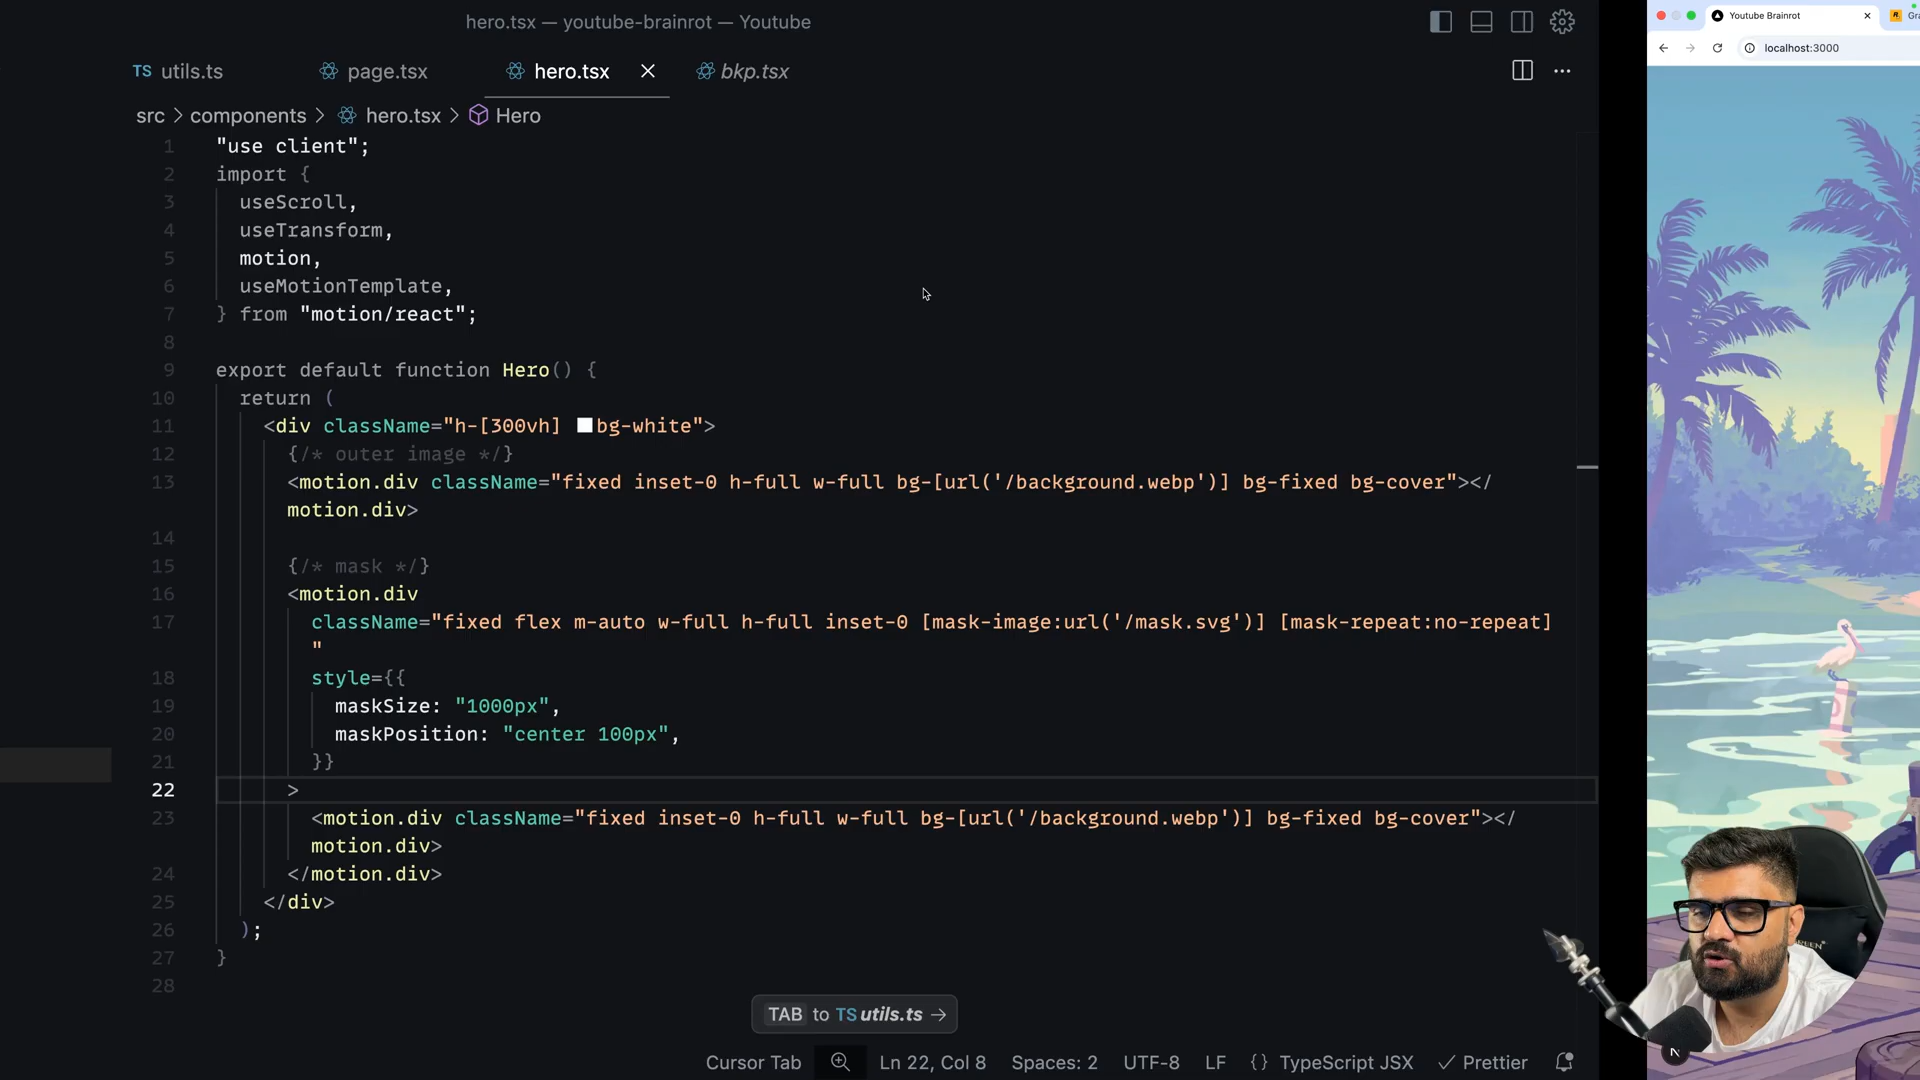 hero.tsx — youtube-brainrot — Youtube
TS utils.ts page.tsx hero.tsx bkp.tsx
src > components > hero.tsx > Hero
1 "use client";
2 import {
3 useScroll,
4 useTransform,
5 motion,
6 useMotionTemplate,
7 } from "motion/react";
8
9 export default function Hero() {
10 return (
11 <div className="h-[300vh] bg-white">
12 {/* outer image */}
13 <motion.div className="fixed inset-0 h-full w-full bg-[url('/background.webp')] bg-fixed bg-cover"></
motion.div>
14
15 {/* mask */}
16 <motion.div
17 className="fixed flex m-auto w-full h-full inset-0 [mask-image:url('/mask.svg')] [mask-repeat:no-repeat]
"
18 style={{
19 maskSize: "1000px",
20 maskPosition: "center 100px",
21 }}
22 >
23 <motion.div className="fixed inset-0 h-full w-full bg-[url('/background.webp')] bg-fixed bg-cover"></
motion.div>
24 </motion.div>
25 </div>
26 );
27 }
28
TAB to TS utils.ts →
Cursor Tab Ln 22, Col 8 Spaces: 2 UTF-8 LF {} TypeScript JSX ✓ Prettier
Youtube Brainrot
localhost:3000